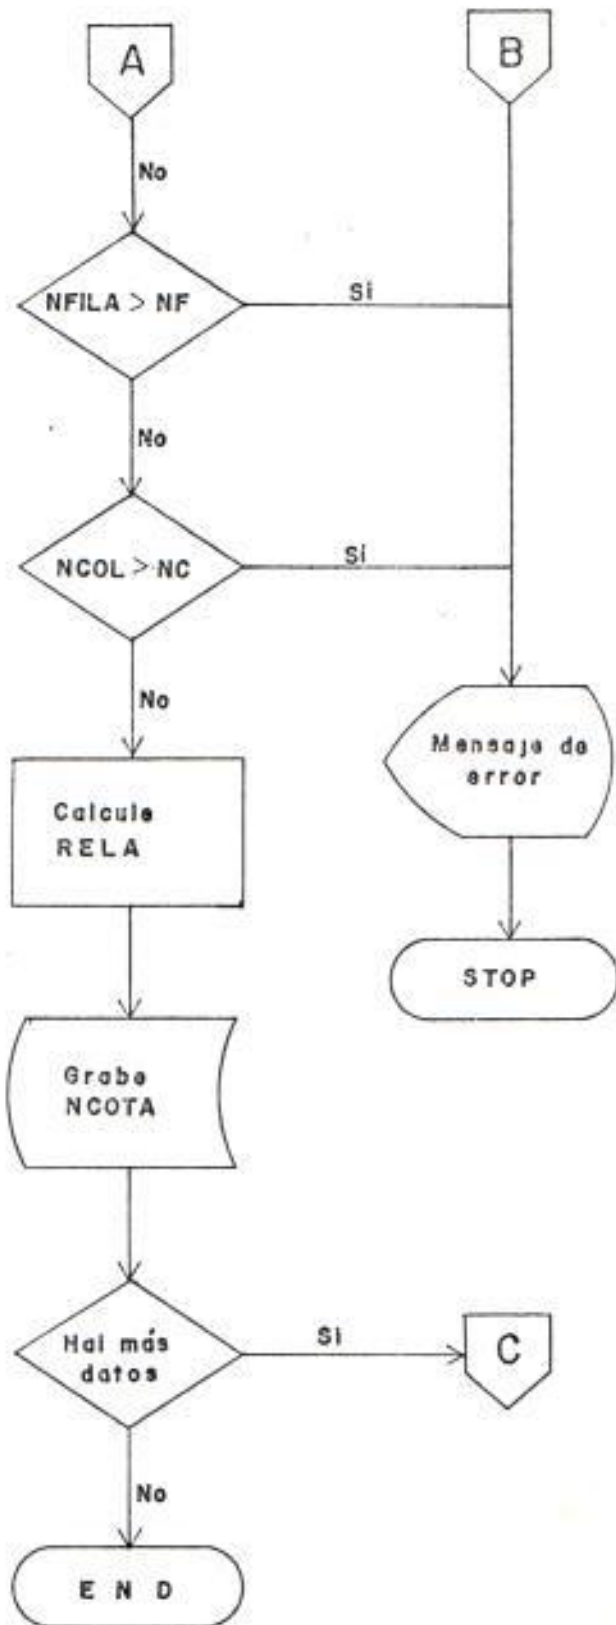 A
B
No
NFILA > NF
Si
No
NCOL > NC
Si
No
Mensaje de
error
Calcule
RELA
STOP
Grabe
NCOTA
Hai más
datos
Si
C
No
END